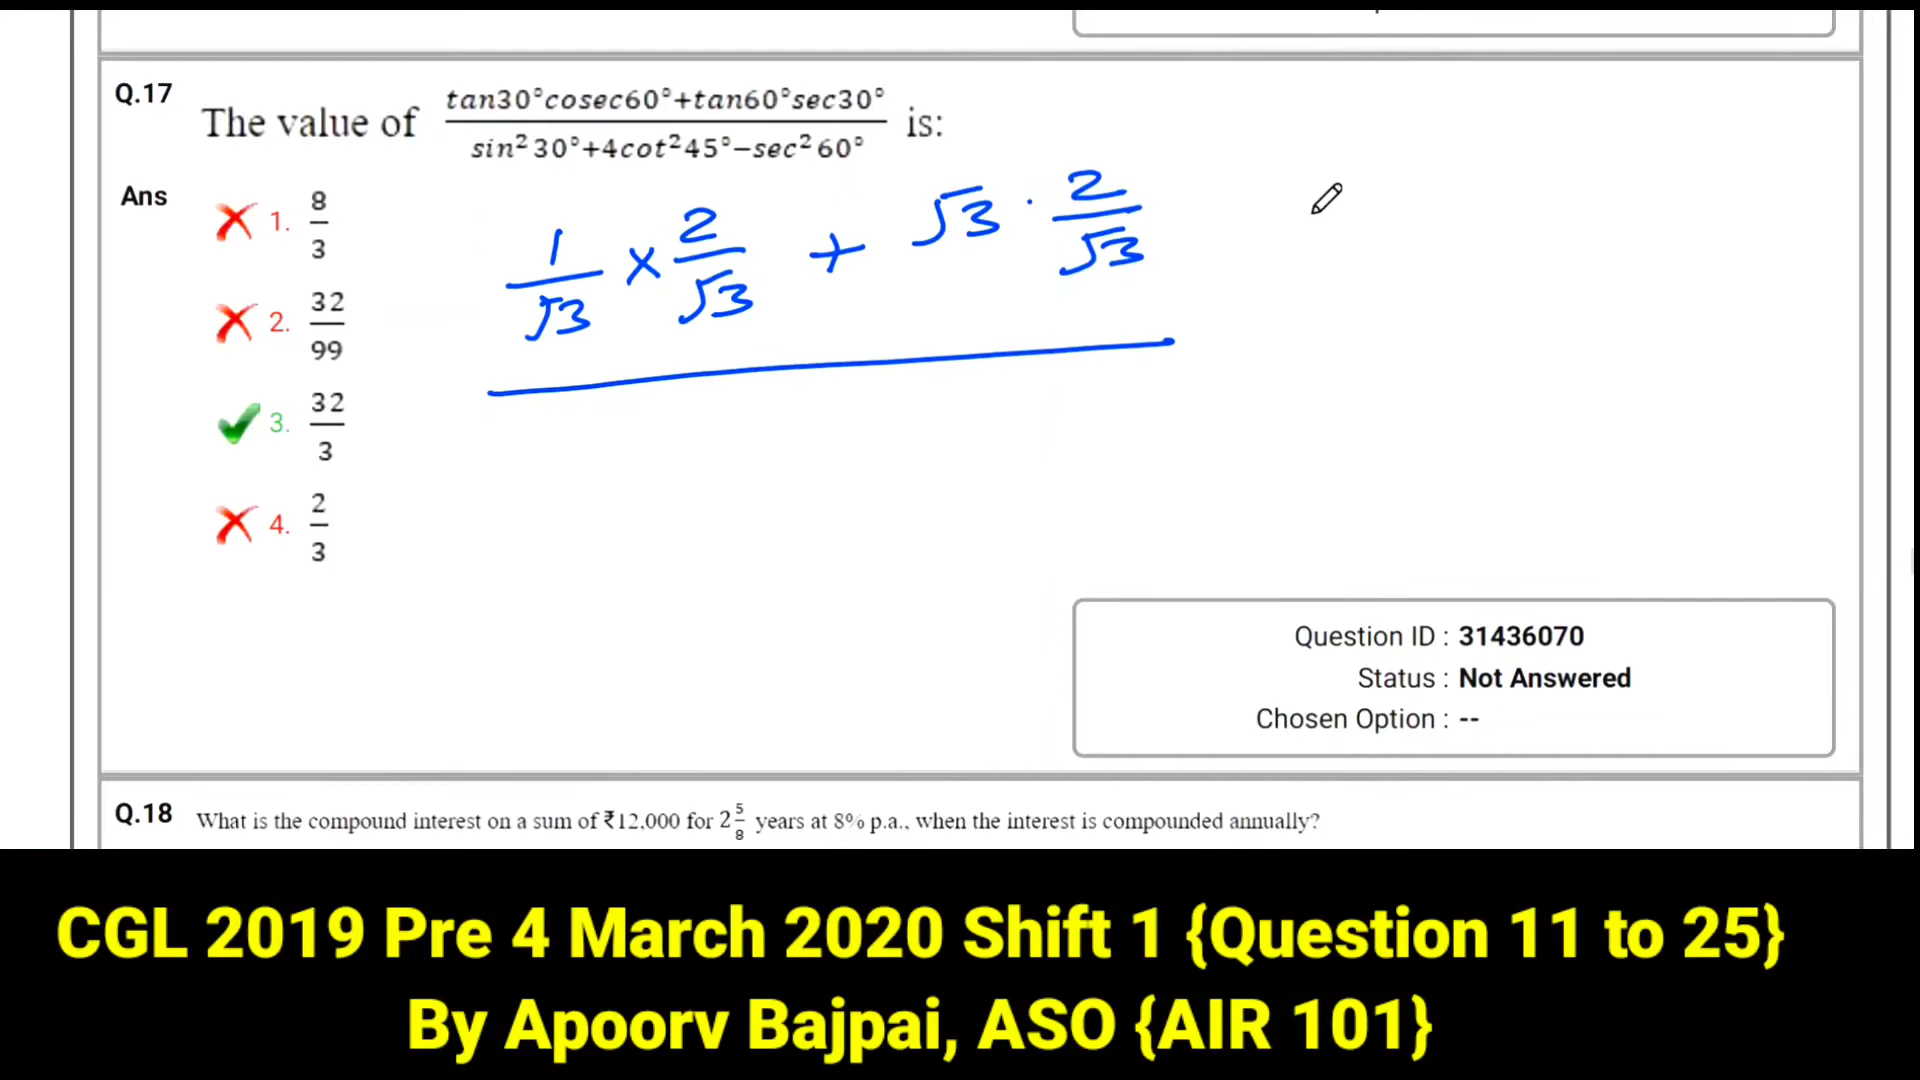 Q.17 The value of tan30°cosec60°+tan60°sec30° / sin²30°+4cot²45°−sec²60° is:
Ans
1. 8/3
2. 32/99
3. 32/3
4. 2/3
1/√3 × 2/√3 + √3 · 2/√3
Question ID : 31436070
Status : Not Answered
Chosen Option : --
Q.18 What is the compound interest on a sum of ₹12,000 for 2 5/8 years at 8% p.a., when the interest is compounded annually?
CGL 2019 Pre 4 March 2020 Shift 1 {Question 11 to 25}
By Apoorv Bajpai, ASO {AIR 101}